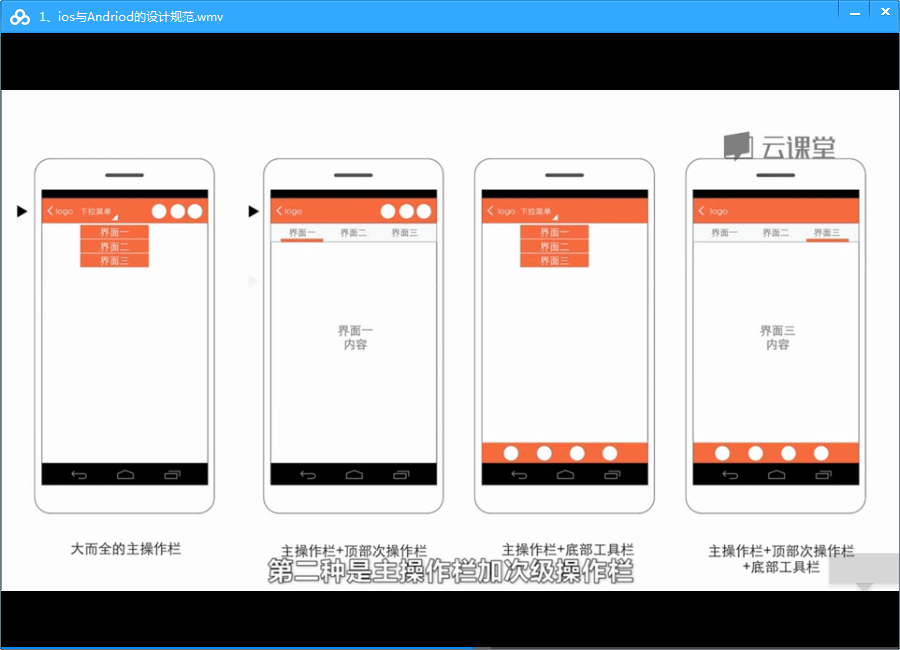 1、ios与Andriod的设计规范.wmv
云课堂
logo 下拉菜单
界面一
界面二
界面三
logo
界面一 界面二 界面三
界面一
内容
logo 下拉菜单
界面一
界面二
界面三
logo
界面一 界面二 界面三
界面三
内容
大而全的主操作栏
主操作栏+顶部次操作栏
主操作栏+底部工具栏
主操作栏+顶部次操作栏
+底部工具栏
第二种是主操作栏加次级操作栏